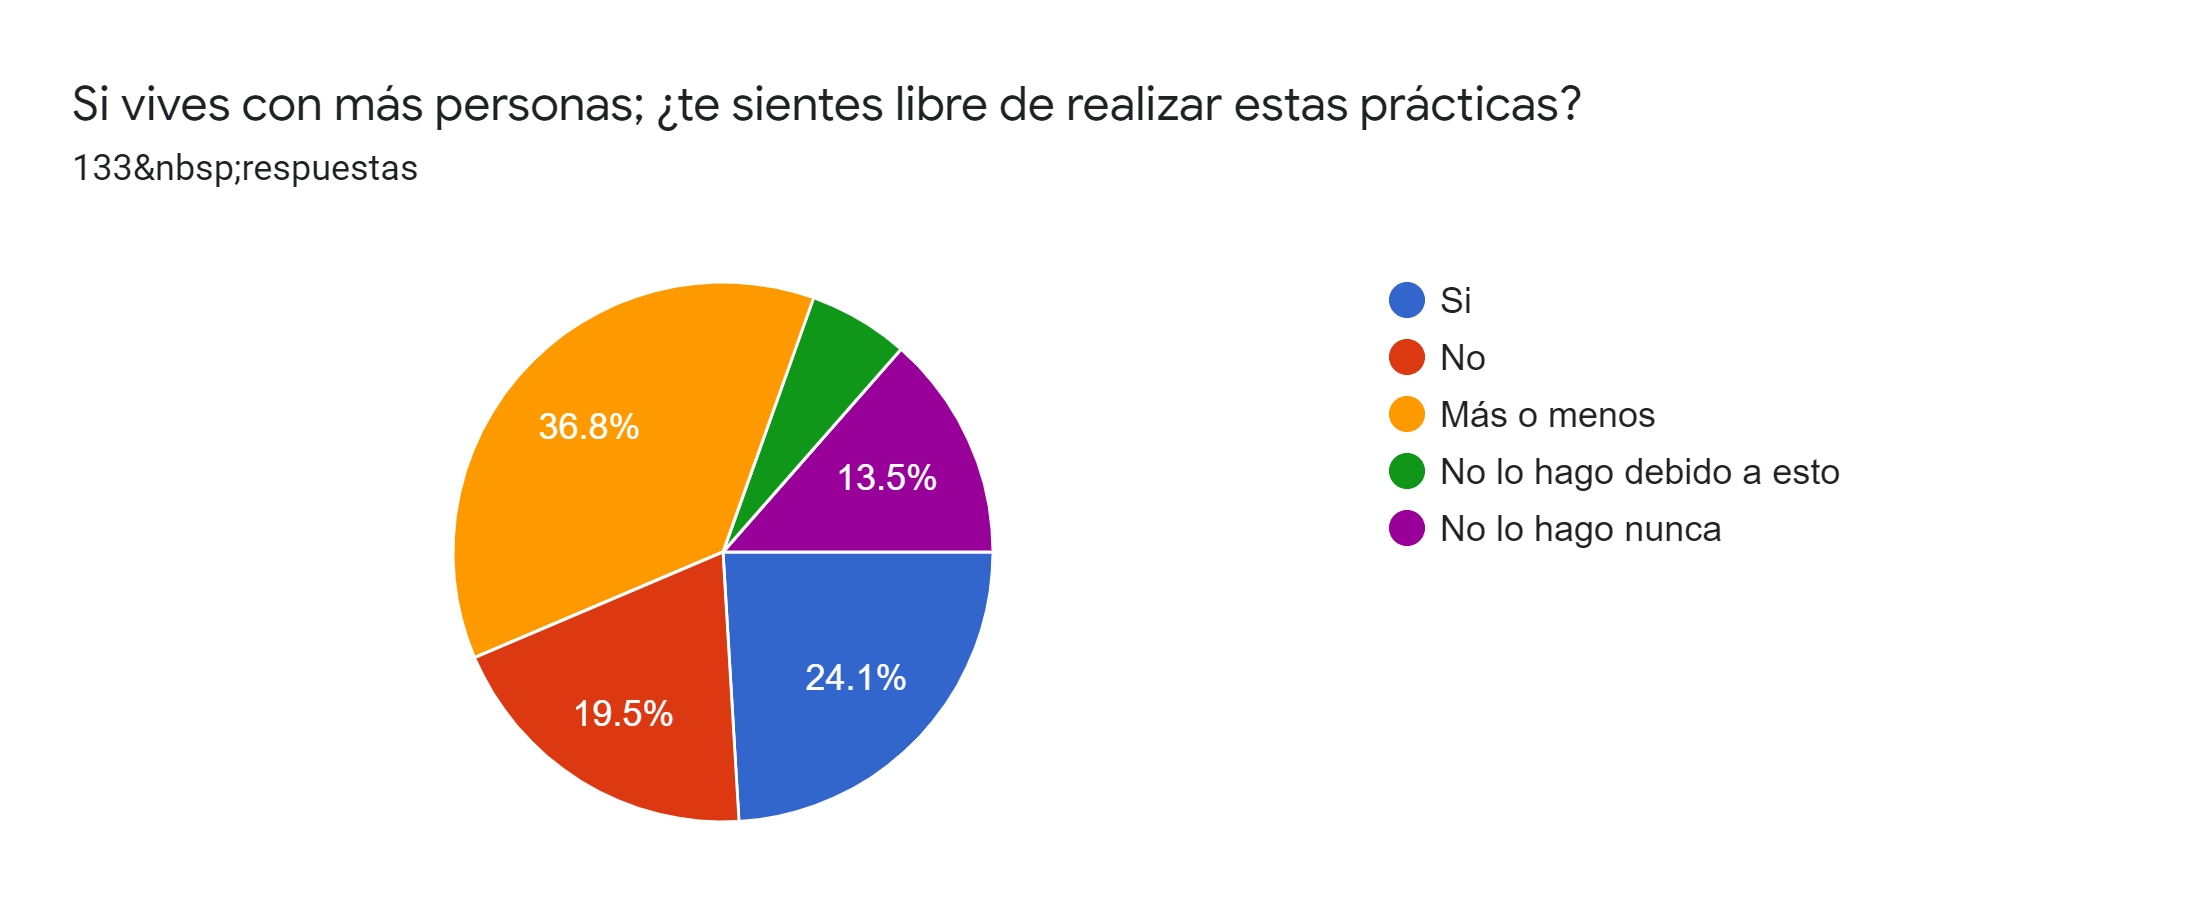 Si vives con más personas; ¿te sientes libre de realizar estas prácticas?
133&nbsp;respuestas
36.8%
13.5%
24.1%
19.5%
Si
No
Más o menos
No lo hago debido a esto
No lo hago nunca